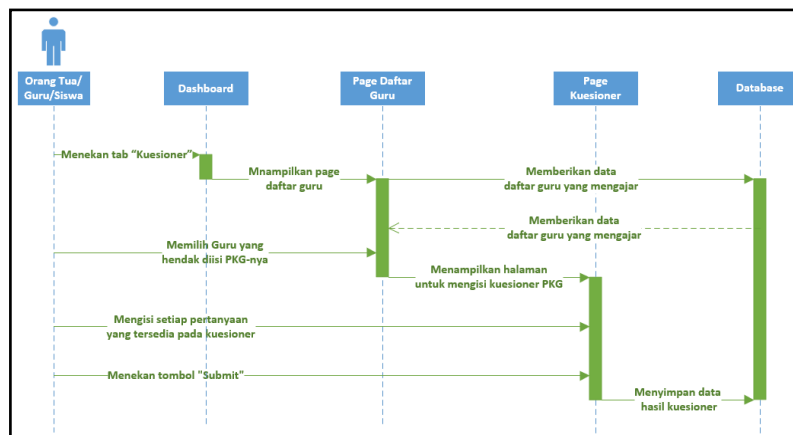 Orang Tua/
Guru/Siswa
Dashboard
Page Daftar
Guru
Page
Kuesioner
Database
Menekan tab “Kuesioner”
Mnampilkan page
daftar guru
Memberikan data
daftar guru yang mengajar
Memberikan data
daftar guru yang mengajar
Memilih Guru yang
hendak diisi PKG-nya
Menampilkan halaman
untuk mengisi kuesioner PKG
Mengisi setiap pertanyaan
yang tersedia pada kuesioner
Menekan tombol "Submit"
Menyimpan data
hasil kuesioner